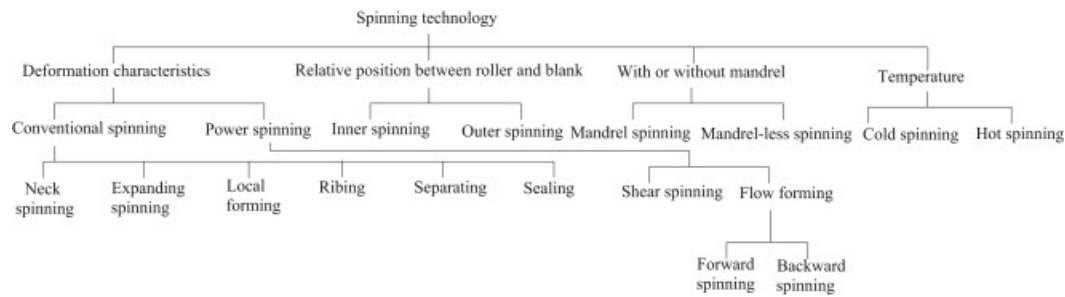 Spinning technology
Deformation characteristics
Relative position between roller and blank
With or without mandrel
Temperature
Conventional spinning
Power spinning
Inner spinning
Outer spinning
Mandrel spinning
Mandrel-less spinning
Cold spinning
Hot spinning
Neck
spinning
Expanding
spinning
Local
forming
Ribing
Separating
Sealing
Shear spinning
Flow forming
Forward
spinning
Backward
spinning